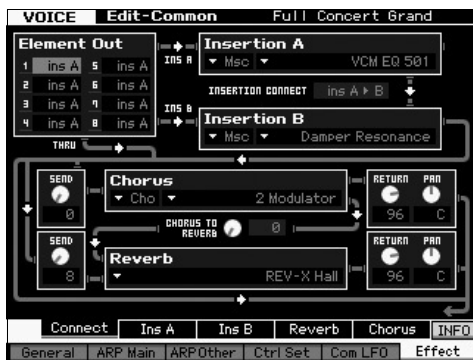 VOICE Edit-Common Full Concert Grand
Element Out
1 ins A 5 ins A
2 ins A 6 ins A
3 ins A 7 ins A
4 ins A 8 ins A
THRU
INS A
INS B
Insertion A
Msc VCM EQ 501
INSERTION CONNECT ins A ▸ B
Insertion B
Msc Damper Resonance
SEND
0
Chorus
Cho 2 Modulator
RETURN PAN
96 C
CHORUS TO
REVERB 0
SEND
8
Reverb
REV-X Hall
RETURN PAN
96 C
Connect Ins A Ins B Reverb Chorus INFO
General ARP Main ARP Other Ctrl Set Com LFO Effect